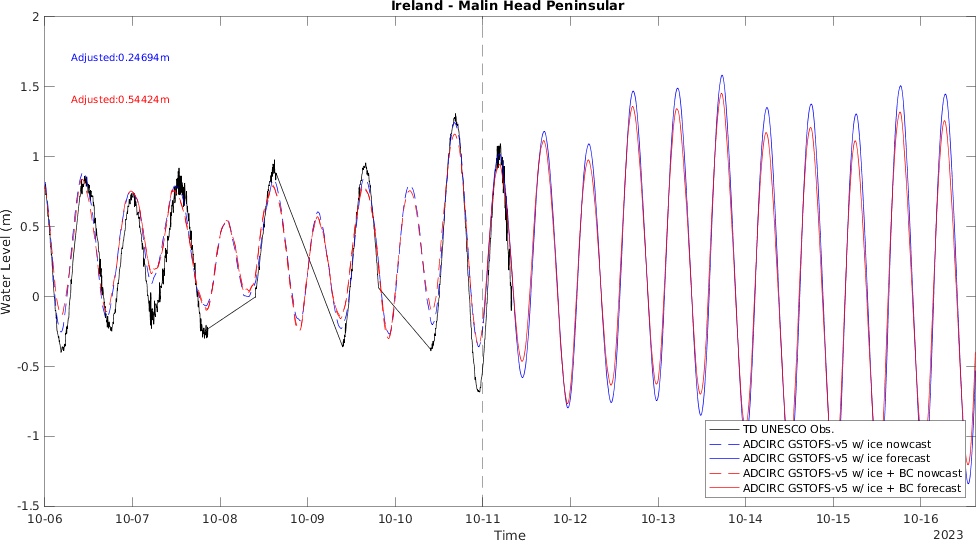 Ireland - Malin Head Peninsular
Adjusted:0.24694m
Adjusted:0.54424m
Water Level (m)
2
1.5
1
0.5
0
-0.5
-1
-1.5
TD UNESCO Obs.
ADCIRC GSTOFS-v5 w/ ice nowcast
ADCIRC GSTOFS-v5 w/ ice forecast
ADCIRC GSTOFS-v5 w/ ice + BC nowcast
ADCIRC GSTOFS-v5 w/ ice + BC forecast
10-06 10-07 10-08 10-09 10-10 10-11 10-12 10-13 10-14 10-15 10-16
Time
2023